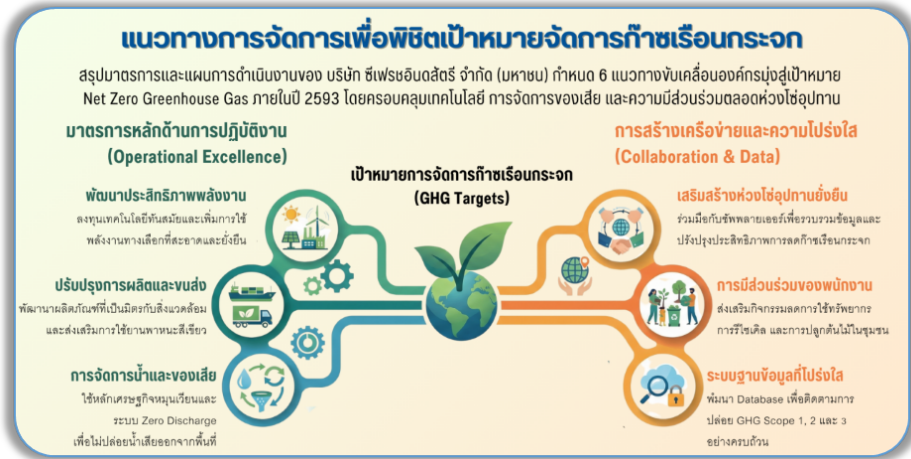 แนวทางการจัดการเพื่อพิชิตเป้าหมายจัดการก๊าซเรือนกระจก
สรุปมาตรการและแผนการดำเนินงานของ บริษัท ซีเฟรชอินดัสตรี จำกัด (มหาชน) กำหนด 6 แนวทางขับเคลื่อนองค์กรมุ่งสู่เป้าหมาย
Net Zero Greenhouse Gas ภายในปี 2593 โดยครอบคลุมเทคโนโลยี การจัดการของเสีย และความมีส่วนร่วมตลอดห่วงโซ่อุปทาน
มาตรการหลักด้านการปฏิบัติงาน
(Operational Excellence)
พัฒนาประสิทธิภาพพลังงาน
ลงทุนเทคโนโลยีทันสมัยและเพิ่มการใช้
พลังงานทางเลือกที่สะอาดและยั่งยืน
ปรับปรุงการผลิตและขนส่ง
พัฒนานาผลิตภัณฑ์ที่เป็นมิตรกับสิ่งแวดล้อม
และส่งเสริมการใช้ยานพาหนะสีเขียว
การจัดการน้ำและของเสีย
ใช้หลักเศรษฐกิจหมุนเวียนและ
ระบบ Zero Discharge
เพื่อไม่ปล่อยน้ำเสียออกจากพื้นที่
เป้าหมายการจัดการก๊าซเรือนกระจก
(GHG Targets)
การสร้างเครือข่ายและความโปร่งใส
(Collaboration & Data)
เสริมสร้างห่วงโซ่อุปทานยั่งยืน
ร่วมมือกับซัพพลายเออร์เพื่อรวบรวมข้อมูลและ
ปรับปรุงประสิทธิภาพการลดก๊าซเรือนกระจก
การมีส่วนร่วมของพนักงาน
ส่งเสริมกิจกรรมลดการใช้ทรัพยากร
การรีไซเคิล และการปลูกต้นไม้ในชุมชน
ระบบฐานข้อมูลที่โปร่งใส
พัฒนา Database เพื่อติดตามการ
ปล่อย GHG Scope 1, 2 และ 3
อย่างครบถ้วน